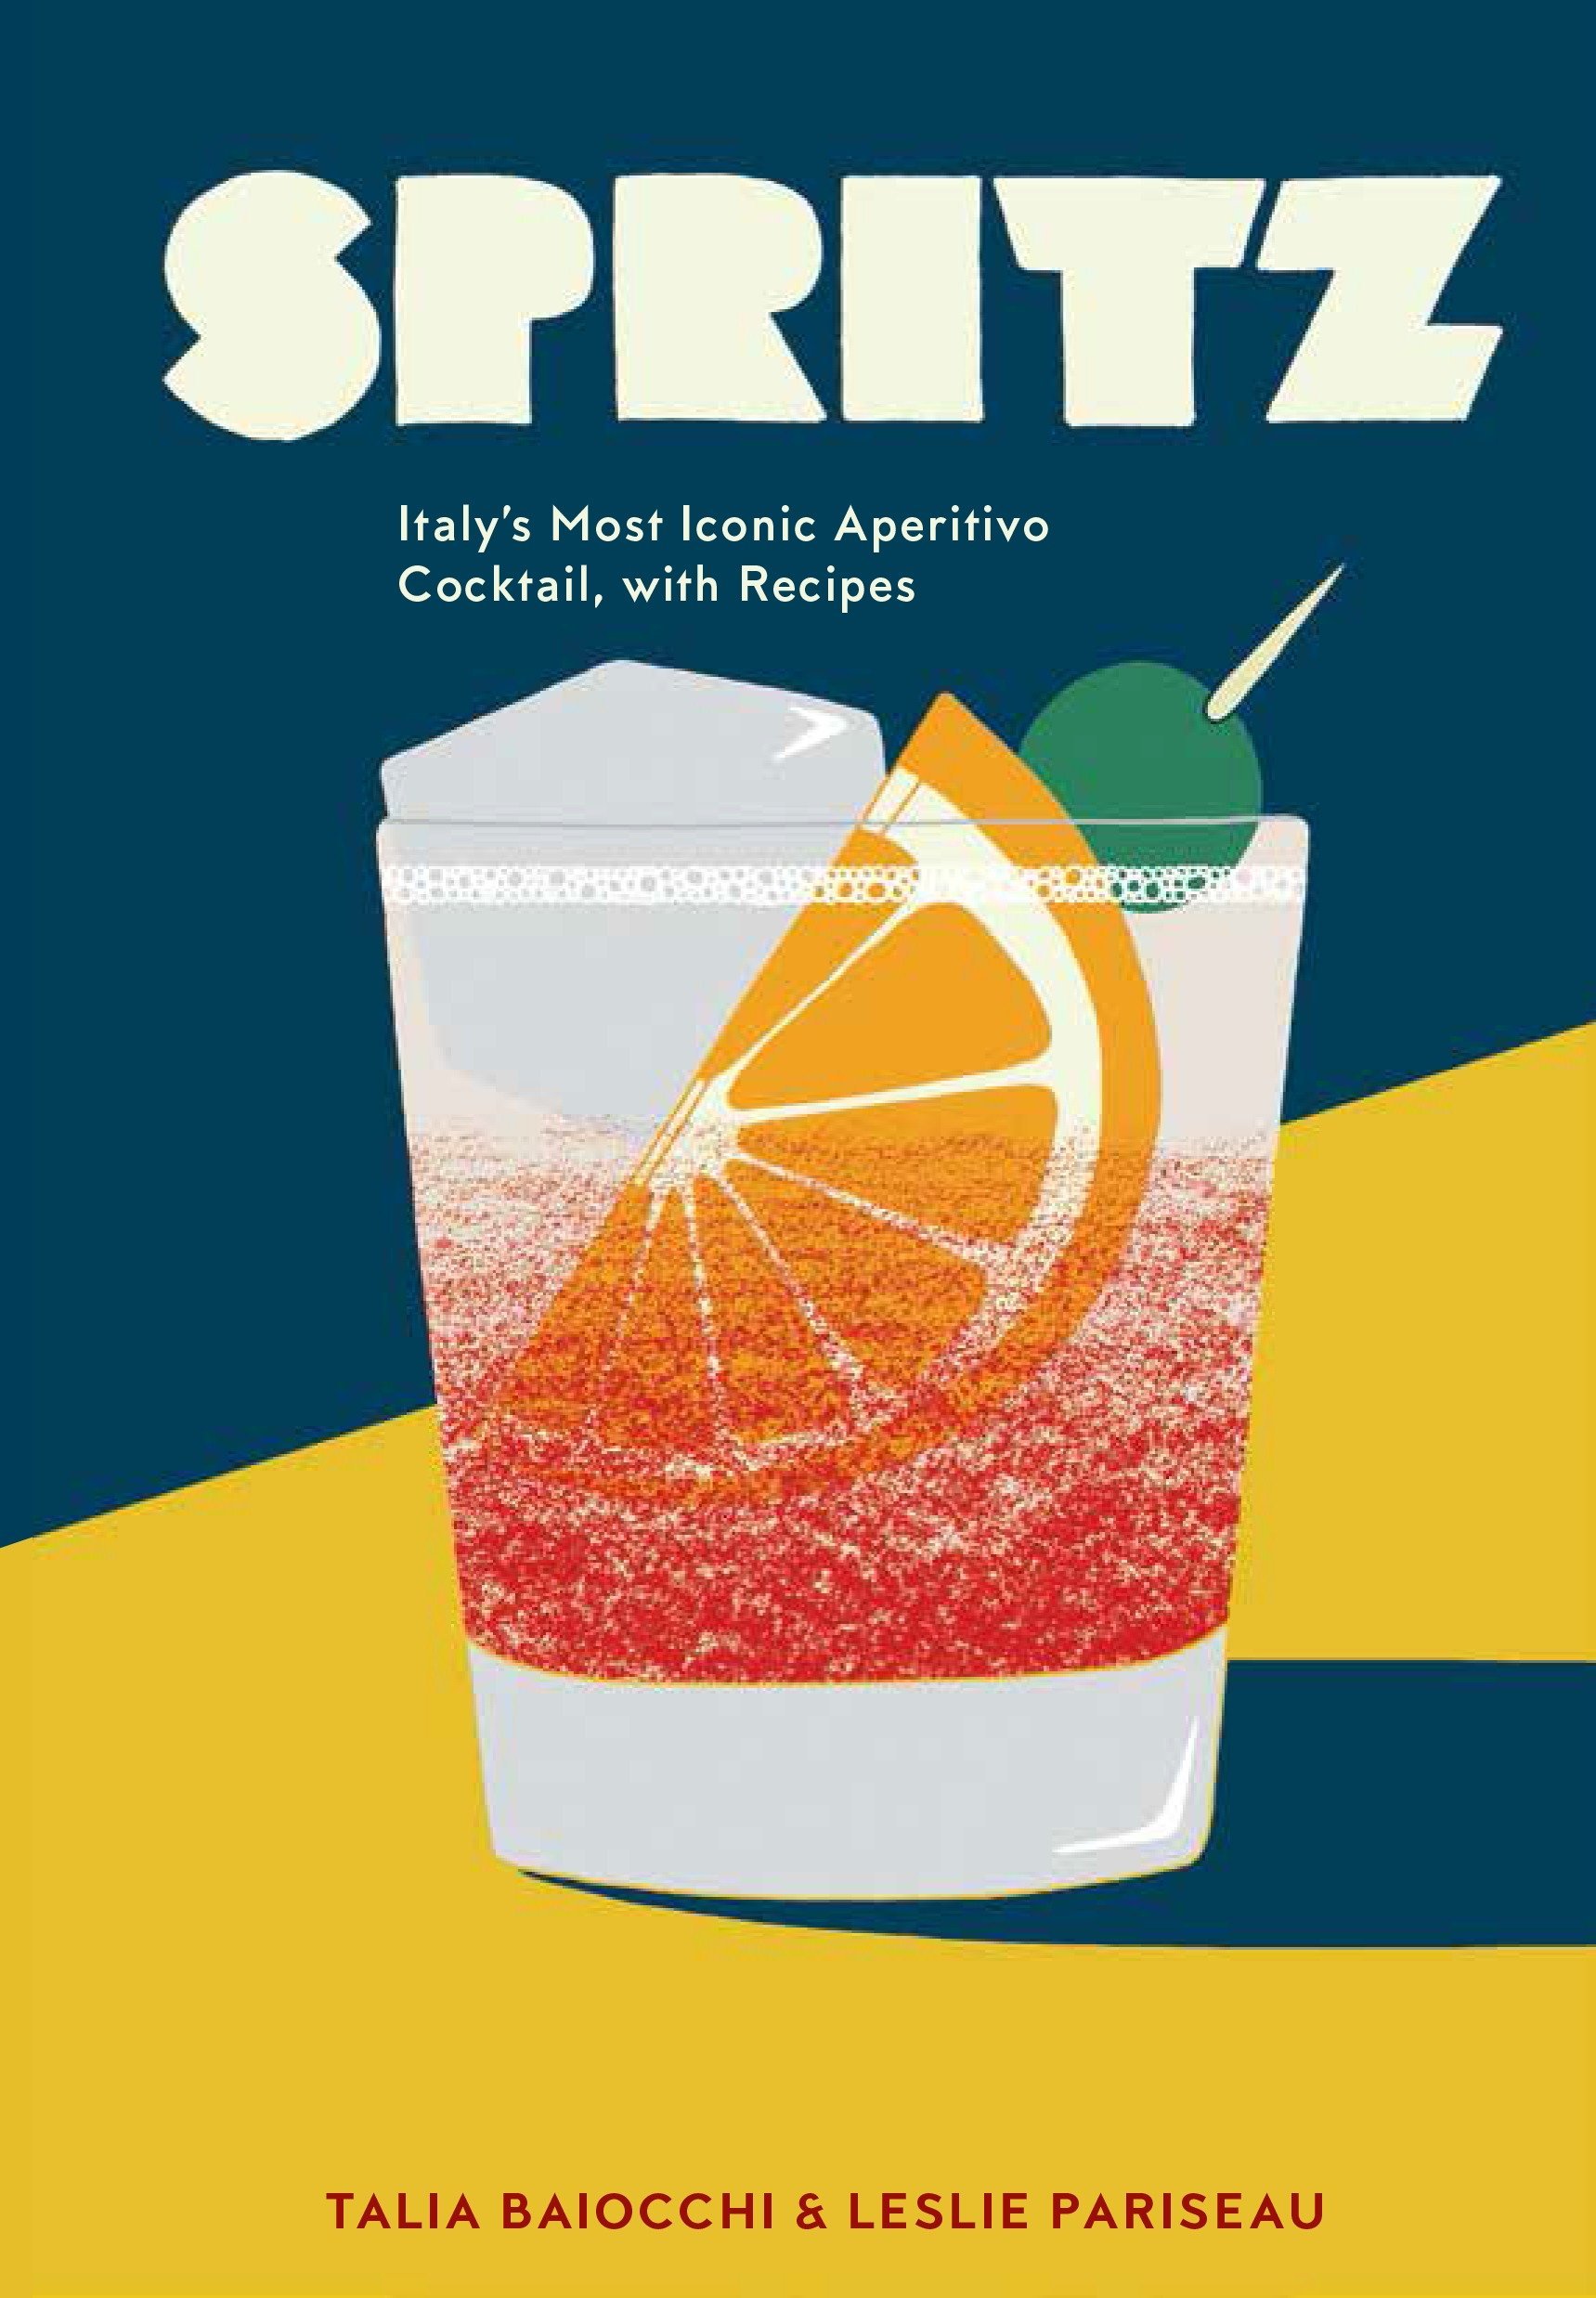 SPRITZ
Italy's Most Iconic Aperitivo
Cocktail, with Recipes
TALIA BAIOCCHI & LESLIE PARISEAU